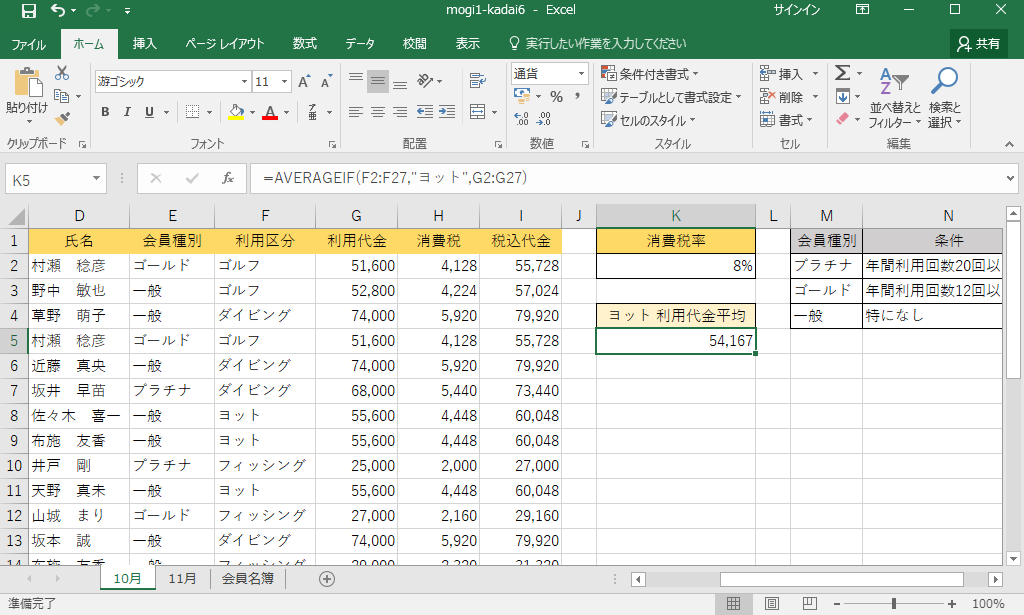 mogi1-kadai6 - Excel サインイン
ファイル ホーム 挿入 ページ レイアウト 数式 データ 校閲 表示 実行したい作業を入力してください 共有
貼り付け 游ゴシック 11 通貨 条件付き書式 挿入 並べ替えと フィルター 検索と 選択
B I U % , テーブルとして書式設定 削除
セルのスタイル 書式
クリップボード フォント 配置 数値 スタイル セル 編集
K5 fx =AVERAGEIF(F2:F27,"ヨット",G2:G27)
D E F G H I J K L M N
1 氏名 会員種別 利用区分 利用代金 消費税 税込代金 消費税率 会員種別 条件
2 村瀬 稔彦 ゴールド ゴルフ 51,600 4,128 55,728 8% プラチナ 年間利用回数20回以
3 野中 敏也 一般 ゴルフ 52,800 4,224 57,024 ゴールド 年間利用回数12回以
4 草野 萌子 一般 ダイビング 74,000 5,920 79,920 ヨット 利用代金平均 一般 特になし
5 村瀬 稔彦 ゴールド ゴルフ 51,600 4,128 55,728 54,167
6 近藤 真央 一般 ダイビング 74,000 5,920 79,920
7 坂井 早苗 プラチナ ダイビング 68,000 5,440 73,440
8 佐々木 喜一 一般 ヨット 55,600 4,448 60,048
9 布施 友香 一般 ヨット 55,600 4,448 60,048
10 井戸 剛 プラチナ フィッシング 25,000 2,000 27,000
11 天野 真未 一般 ヨット 55,600 4,448 60,048
12 山城 まり ゴールド フィッシング 27,000 2,160 29,160
13 坂本 誠 一般 ダイビング 74,000 5,920 79,920
10月 11月 会員名簿
準備完了 100%